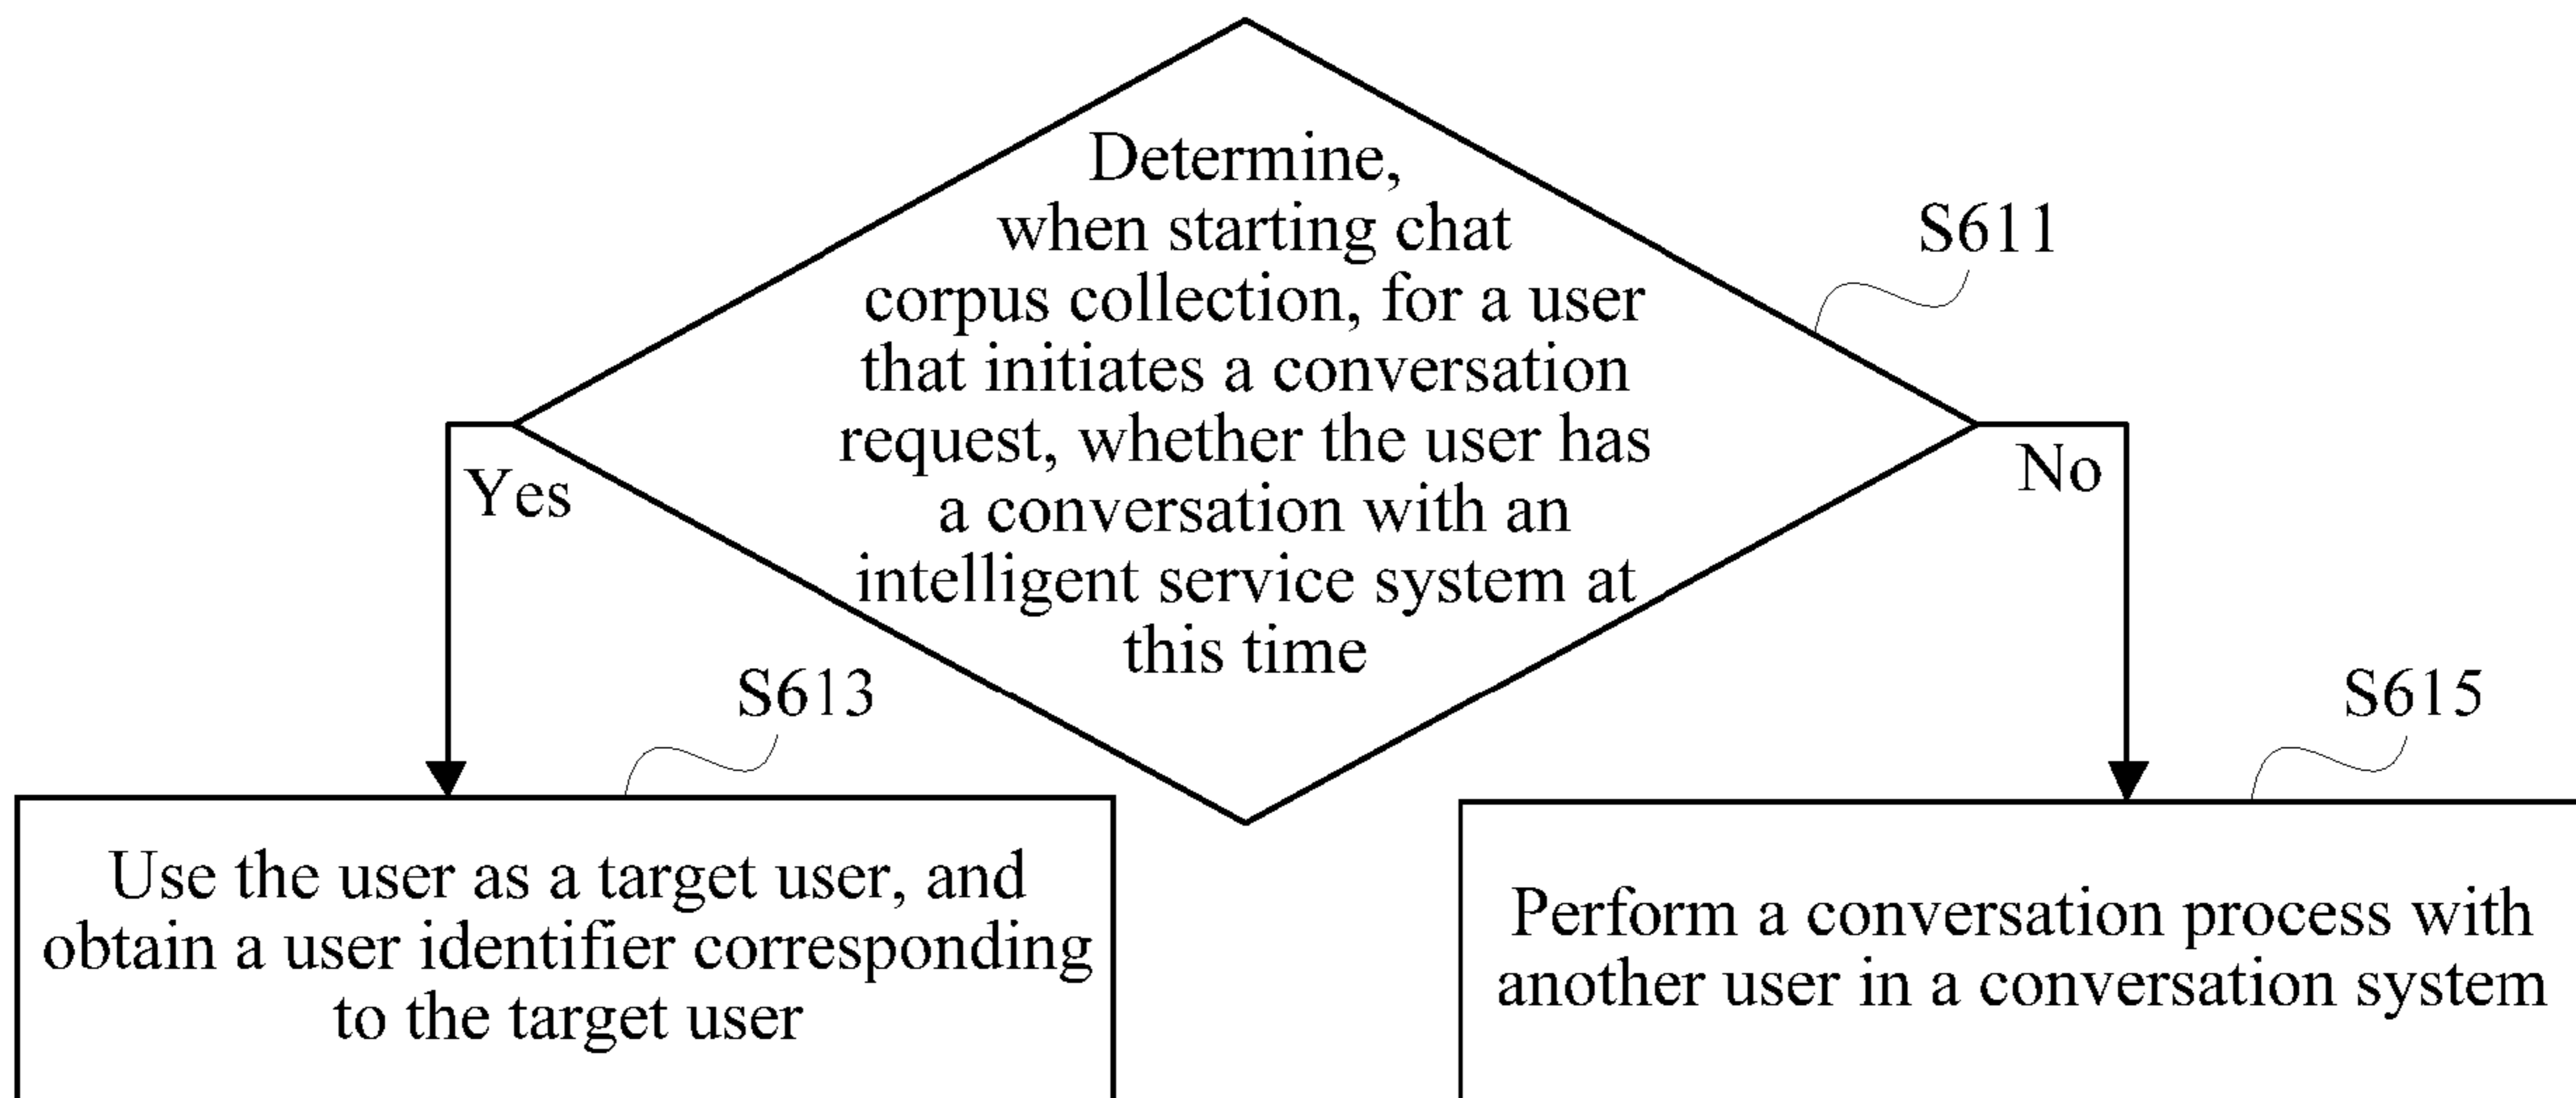 Determine,
when starting chat
corpus collection, for a user
that initiates a conversation
request, whether the user has
a conversation with an
intelligent service system at
this time
S611
Yes
No
S613
Use the user as a target user, and
obtain a user identifier corresponding
to the target user
S615
Perform a conversation process with
another user in a conversation system